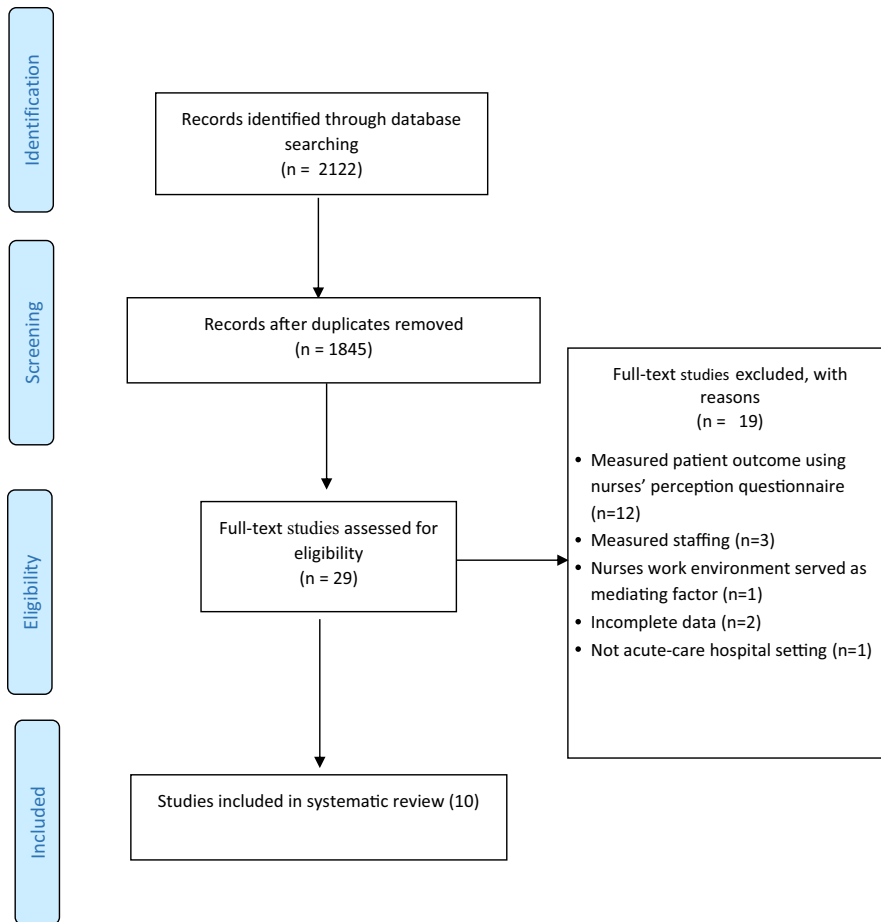 Identification
Records identified through database
searching
(n = 2122)
Screening
Records after duplicates removed
(n = 1845)
Full-text studies excluded, with
reasons
(n = 19)
• Measured patient outcome using
nurses’ perception questionnaire
(n=12)
• Measured staffing (n=3)
• Nurses work environment served as
mediating factor (n=1)
• Incomplete data (n=2)
• Not acute-care hospital setting (n=1)
Eligibility
Full-text studies assessed for
eligibility
(n = 29)
Included
Studies included in systematic review (10)